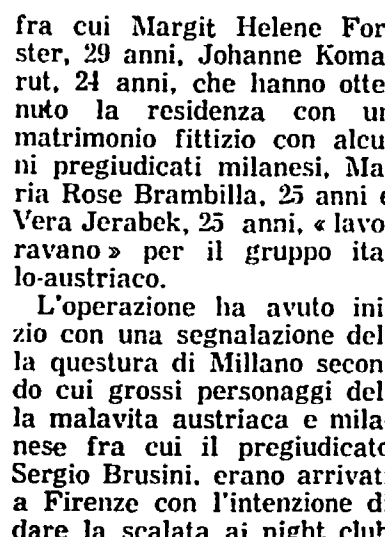 fra cui Margit Helene For
ster, 29 anni, Johanne Koma
rut, 24 anni, che hanno otte
nuto la residenza con un
matrimonio fittizio con alcu
ni pregiudicati milanesi, Ma
ria Rose Brambilla, 25 anni e
Vera Jerabek, 25 anni, « lavo
ravano » per il gruppo ita
lo-austriaco.
L'operazione ha avuto ini
zio con una segnalazione del
la questura di Millano secon
do cui grossi personaggi del
la malavita austriaca e mila-
nese fra cui il pregiudicato
Sergio Brusini, erano arrivati
a Firenze con l'intenzione di
dare la scalata ai night club